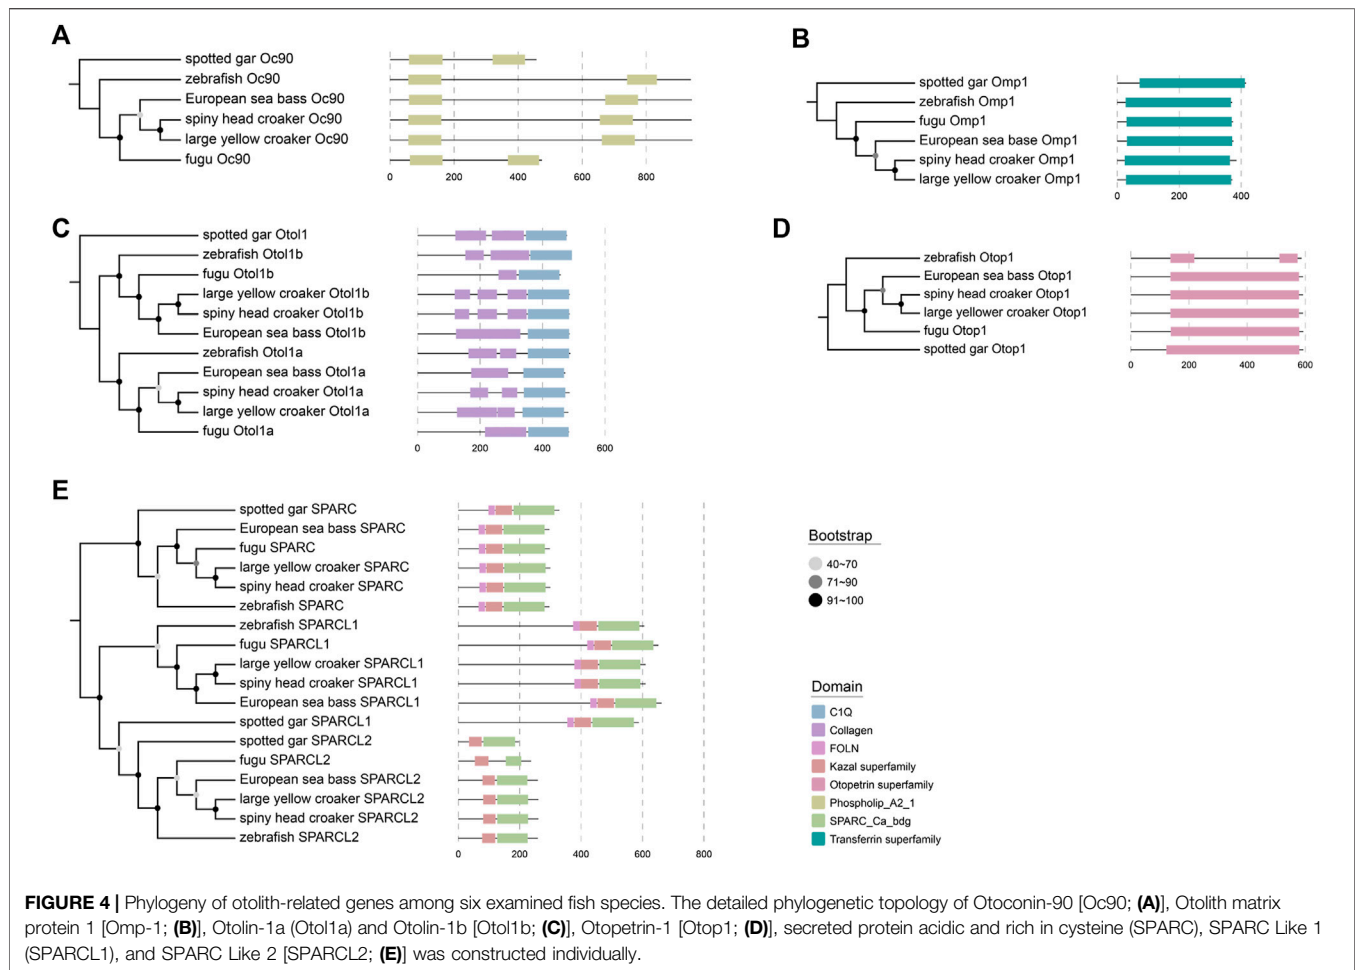 A
spotted gar Oc90
zebrafish Oc90
European sea bass Oc90
spiny head croaker Oc90
large yellow croaker Oc90
fugu Oc90
0 200 400 600 800
B
spotted gar Omp1
zebrafish Omp1
fugu Omp1
European sea base Omp1
spiny head croaker Omp1
large yellow croaker Omp1
0 200 400
C
spotted gar Otol1
zebrafish Otol1b
fugu Otol1b
large yellow croaker Otol1b
spiny head croaker Otol1b
European sea bass Otol1b
zebrafish Otol1a
European sea bass Otol1a
spiny head croaker Otol1a
large yellow croaker Otol1a
fugu Otol1a
0 200 400 600
D
zebrafish Otop1
European sea bass Otop1
spiny head croaker Otop1
large yellower croaker Otop1
fugu Otop1
spotted gar Otop1
0 200 400 600
E
spotted gar SPARC
European sea bass SPARC
fugu SPARC
large yellow croaker SPARC
spiny head croaker SPARC
zebrafish SPARC
zebrafish SPARCL1
fugu SPARCL1
large yellow croaker SPARCL1
spiny head croaker SPARCL1
European sea bass SPARCL1
spotted gar SPARCL1
spotted gar SPARCL2
fugu SPARCL2
European sea bass SPARCL2
large yellow croaker SPARCL2
spiny head croaker SPARCL2
zebrafish SPARCL2
0 200 400 600 800
Bootstrap
40~70
71~90
91~100
Domain
C1Q
Collagen
FOLN
Kazal superfamily
Otopetrin superfamily
Phospholip_A2_1
SPARC_Ca_bdg
Transferrin superfamily
FIGURE 4 | Phylogeny of otolith-related genes among six examined fish species. The detailed phylogenetic topology of Otoconin-90 [Oc90; (A)], Otolith matrix
protein 1 [Omp-1; (B)], Otolin-1a (Otol1a) and Otolin-1b [Otol1b; (C)], Otopetrin-1 [Otop1; (D)], secreted protein acidic and rich in cysteine (SPARC), SPARC Like 1
(SPARCL1), and SPARC Like 2 [SPARCL2; (E)] was constructed individually.